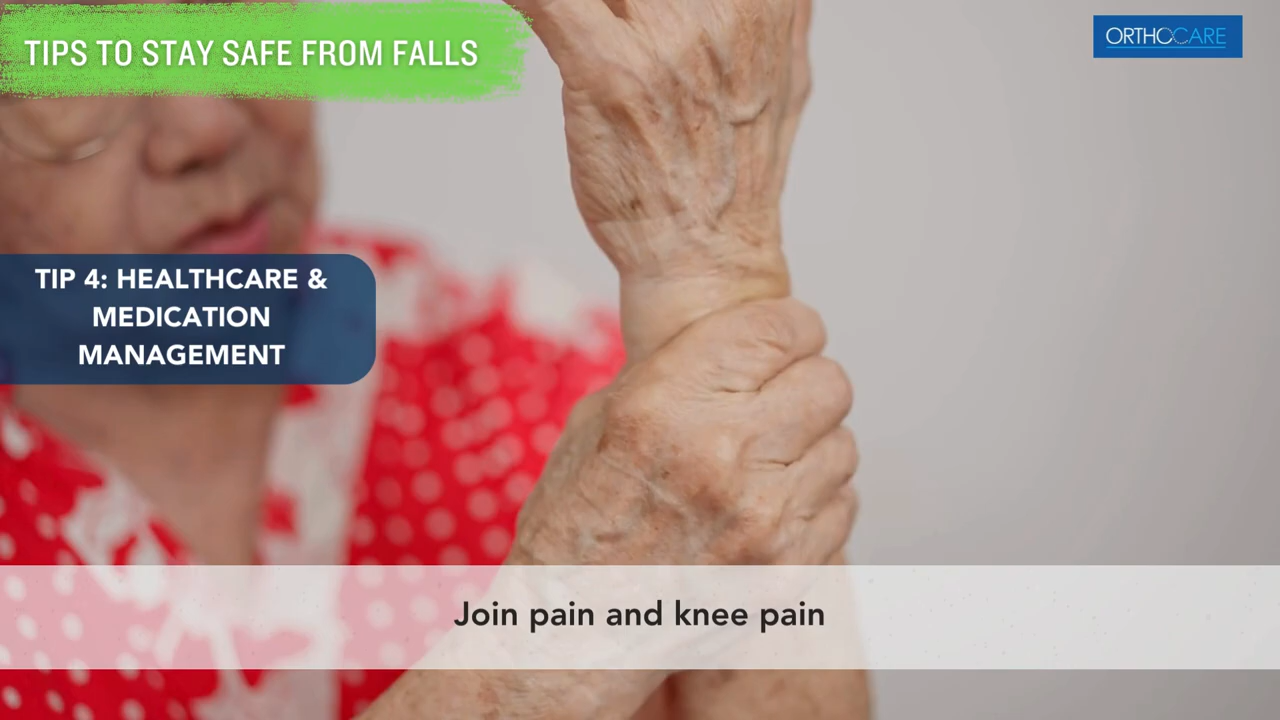 TIPS TO STAY SAFE FROM FALLS
ORTHOCARE
TIP 4: HEALTHCARE &
MEDICATION
MANAGEMENT
Join pain and knee pain